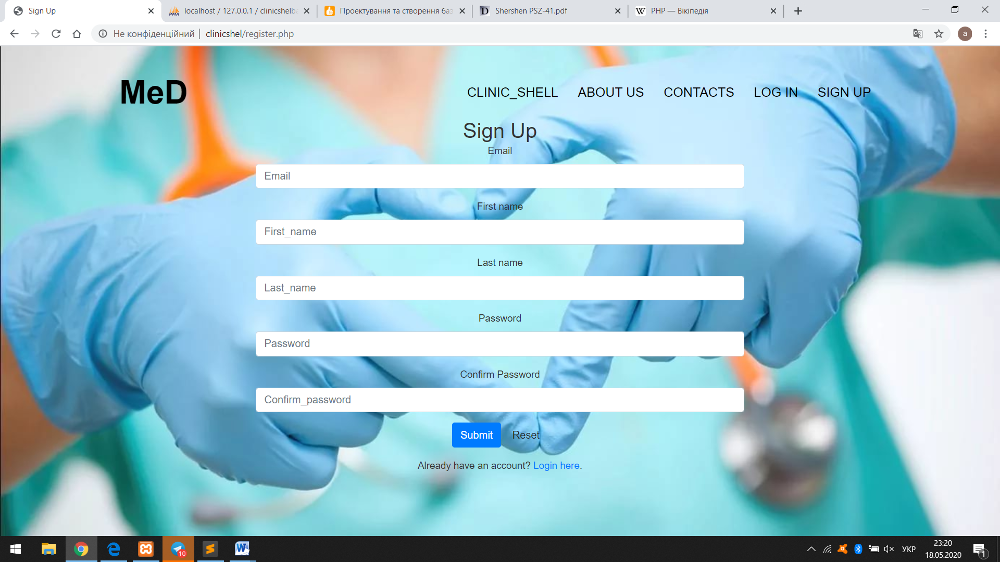 Sign Up
localhost / 127.0.0.1 / clinicshelba
Проектування та створення баз
Shershen PSZ-41.pdf
PHP — Вікіпедія
Не конфіденційний | clinicshel/register.php
a
MeD
CLINIC_SHELL ABOUT US CONTACTS LOG IN SIGN UP
Sign Up
Email
Email
First name
First_name
Last name
Last_name
Password
Password
Confirm Password
Confirm_password
Submit Reset
Already have an account? Login here.
10
УКР
23:20
18.05.2020
1